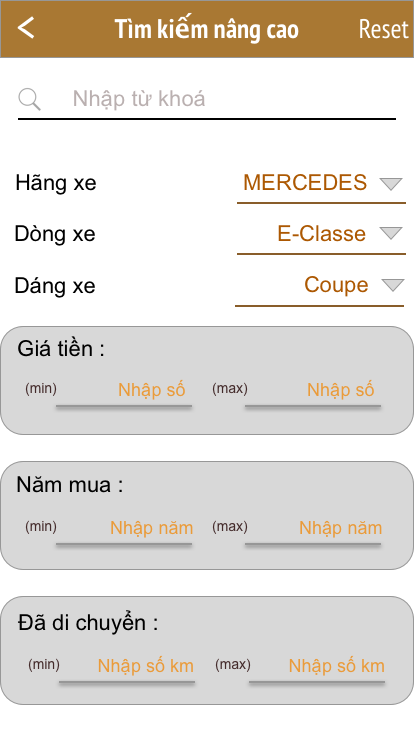 Tìm kiếm nâng cao Reset
Nhập từ khoá
Hãng xe MERCEDES
Dòng xe E-Classe
Dáng xe Coupe
Giá tiền :
(min) Nhập số (max) Nhập số
Năm mua :
(min) Nhập năm (max) Nhập năm
Đã di chuyển :
(min) Nhập số km (max) Nhập số km